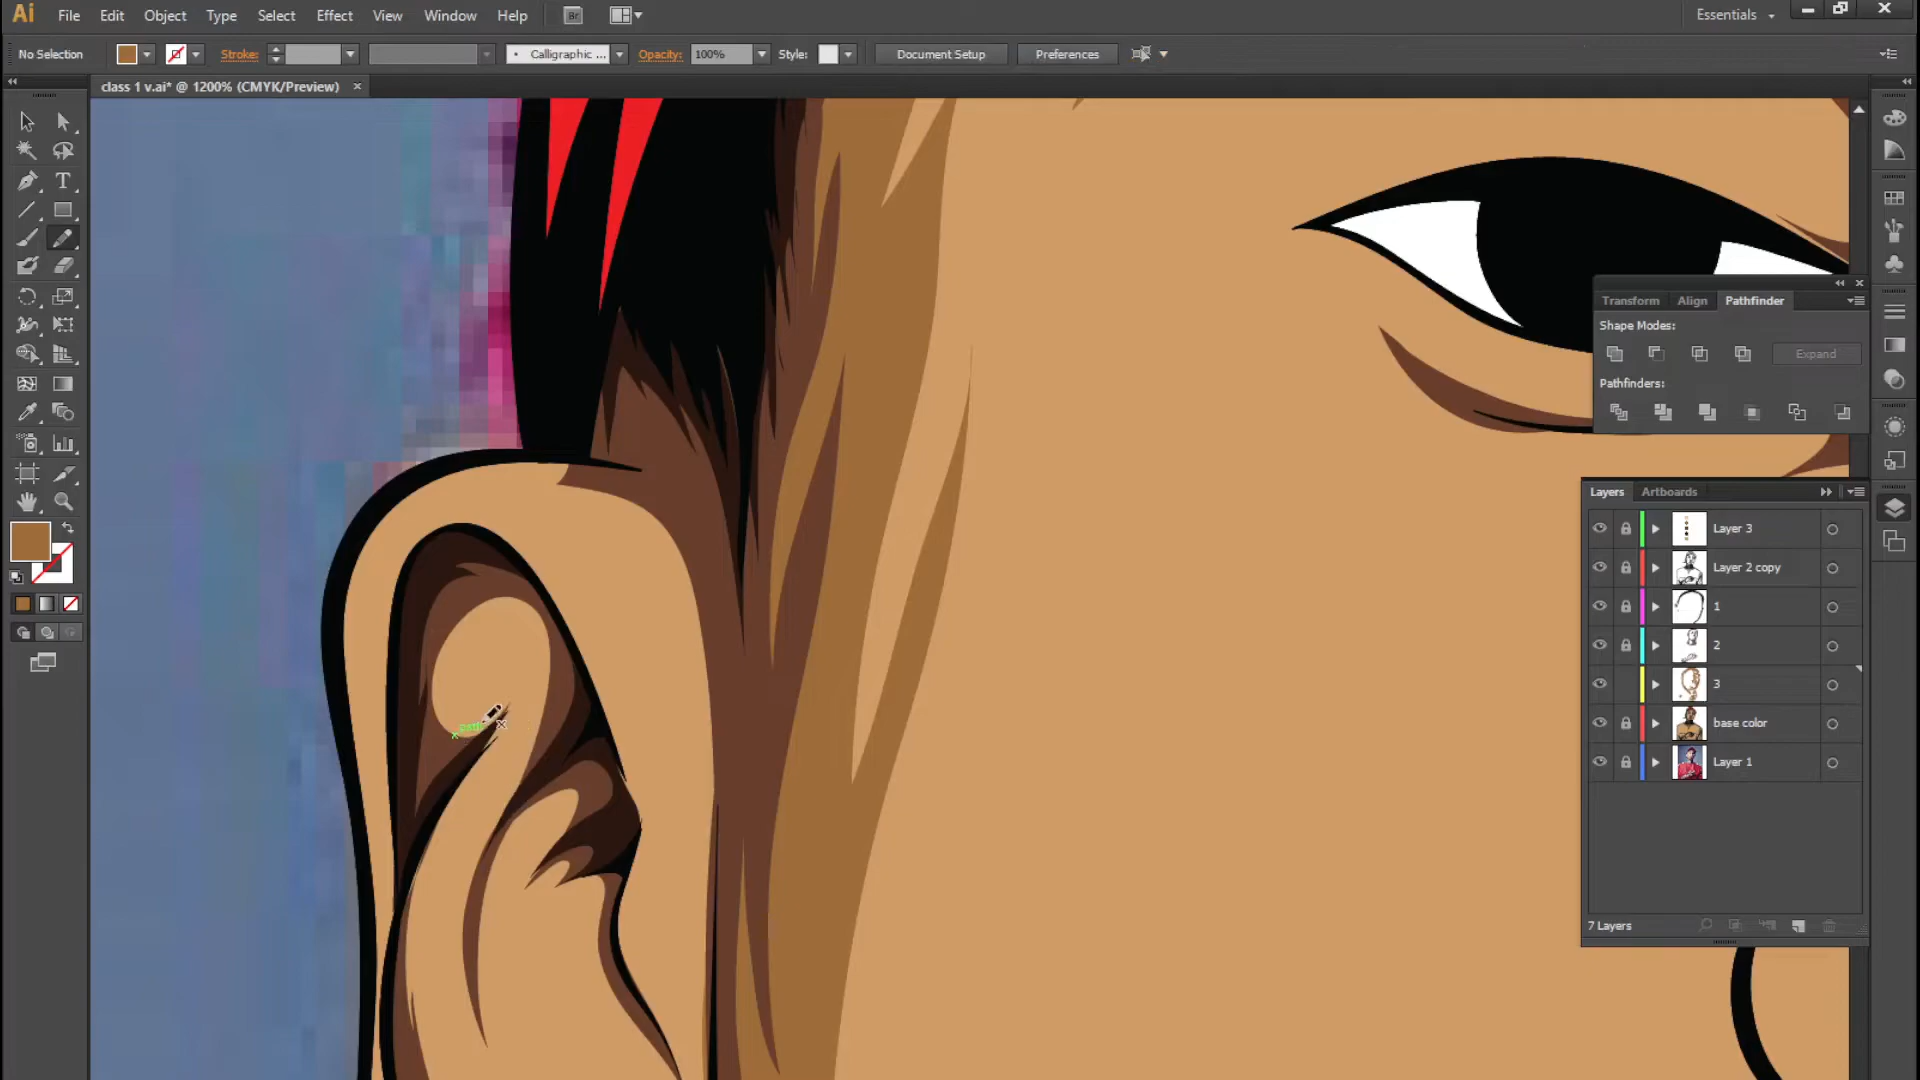 Ai File Edit Object Type Select Effect View Window Help Br Essentials
No Selection Stroke: Calligraphic ... Opacity: 100% Style: Document Setup Preferences
class 1 v.ai* @ 1200% (CMYK/Preview) ×
Transform Align Pathfinder
Shape Modes:
Expand
Pathfinders:
Layers Artboards
Layer 3
Layer 2 copy
1
2
3
base color
Layer 1
7 Layers
path